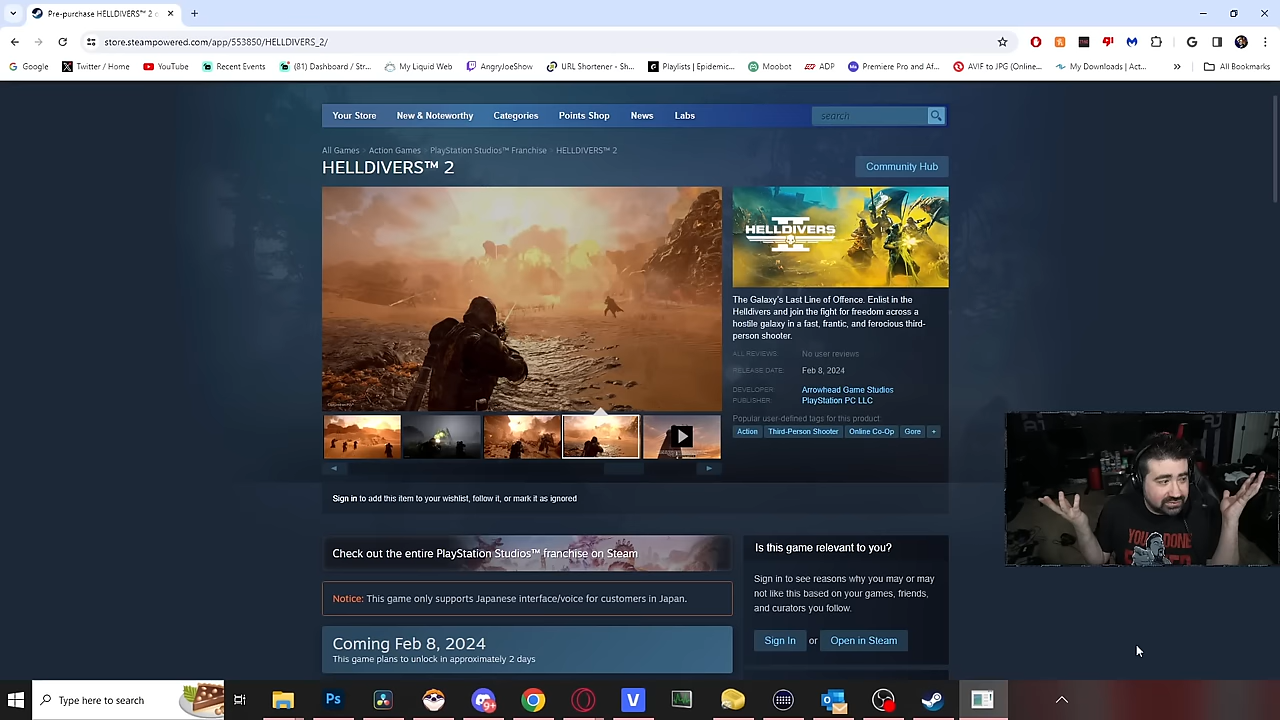 Pre-purchase HELLDIVERS™ 2
store.steampowered.com/app/553850/HELLDIVERS_2/
Google
Twitter / Home
YouTube
Recent Events
(81) Dashboard / Str...
My Liquid Web
AngryJoeShow
URL Shortener - Sh...
Playlists | Epidemic...
Moobot
ADP
Premiere Pro and Af...
AVIF to JPG (Online...
My Downloads | Act...
All Bookmarks
Your Store
New & Noteworthy
Categories
Points Shop
News
Labs
search
All Games > Action Games > PlayStation Studios™ Franchise > HELLDIVERS™ 2
HELLDIVERS™ 2
Community Hub
HELLDIVERS
II
The Galaxy's Last Line of Offence. Enlist in the
Helldivers and join the fight for freedom across a
hostile galaxy in a fast, frantic, and ferocious third-
person shooter.
ALL REVIEWS: No user reviews
RELEASE DATE: Feb 8, 2024
DEVELOPER: Arrowhead Game Studios
PUBLISHER: PlayStation PC LLC
Popular user-defined tags for this product:
Action Third-Person Shooter Online Co-Op Gore +
Sign in to add this item to your wishlist, follow it, or mark it as ignored
Check out the entire PlayStation Studios™ franchise on Steam
Notice: This game only supports Japanese interface/voice for customers in Japan.
Coming Feb 8, 2024
This game plans to unlock in approximately 2 days
Is this game relevant to you?
Sign in to see reasons why you may or may
not like this based on your games, friends,
and curators you follow.
Sign In or Open in Steam
Type here to search